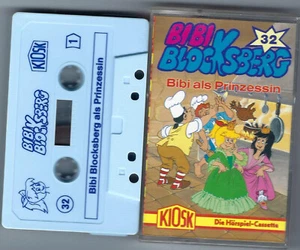 KIOSK
1
BIBI
BLOCKSBERG
Bibi Blocksberg als Prinzessin
32
BIBI
32
BLOCKSBERG
Bibi als Prinzessin
KIOSK
Die Hörspiel-Cassette